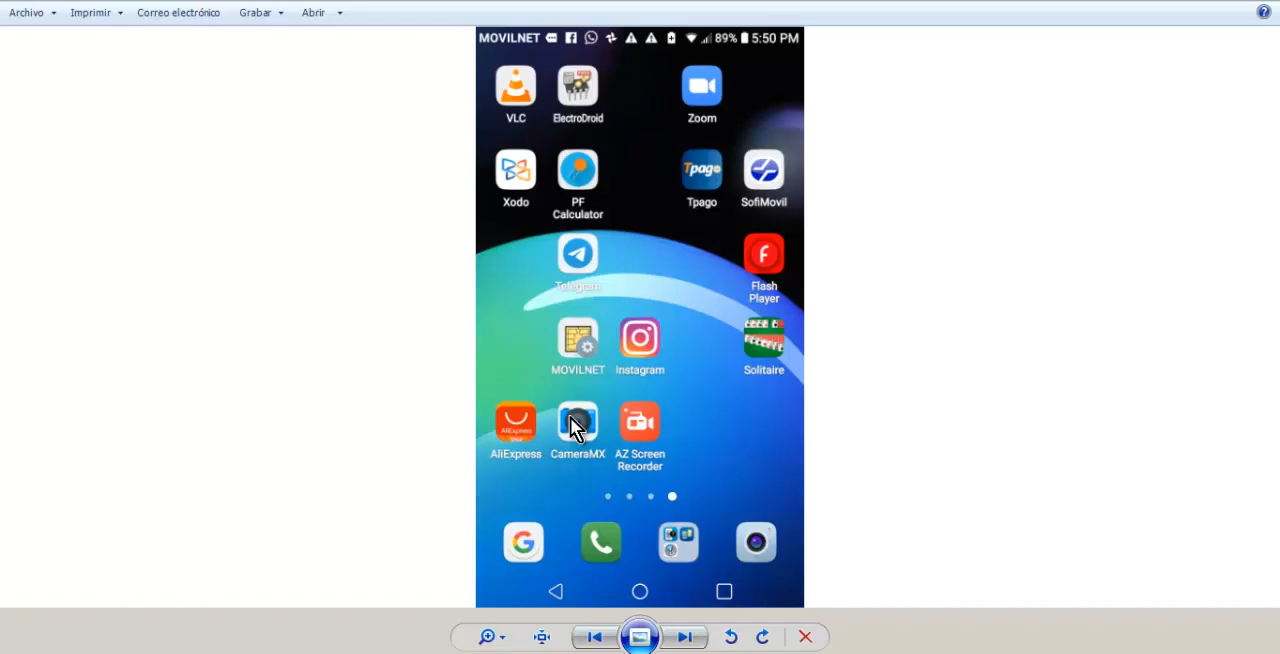 Archivo Imprimir Correo electrónico Grabar Abrir
MOVILNET 89% 5:50 PM
VLC ElectroDroid Zoom
Tpago
Xodo PF Calculator Tpago SofiMovil
Telegram Flash Player
MOVILNET Instagram Solitaire
AliExpress
AliExpress CameraMX AZ Screen Recorder